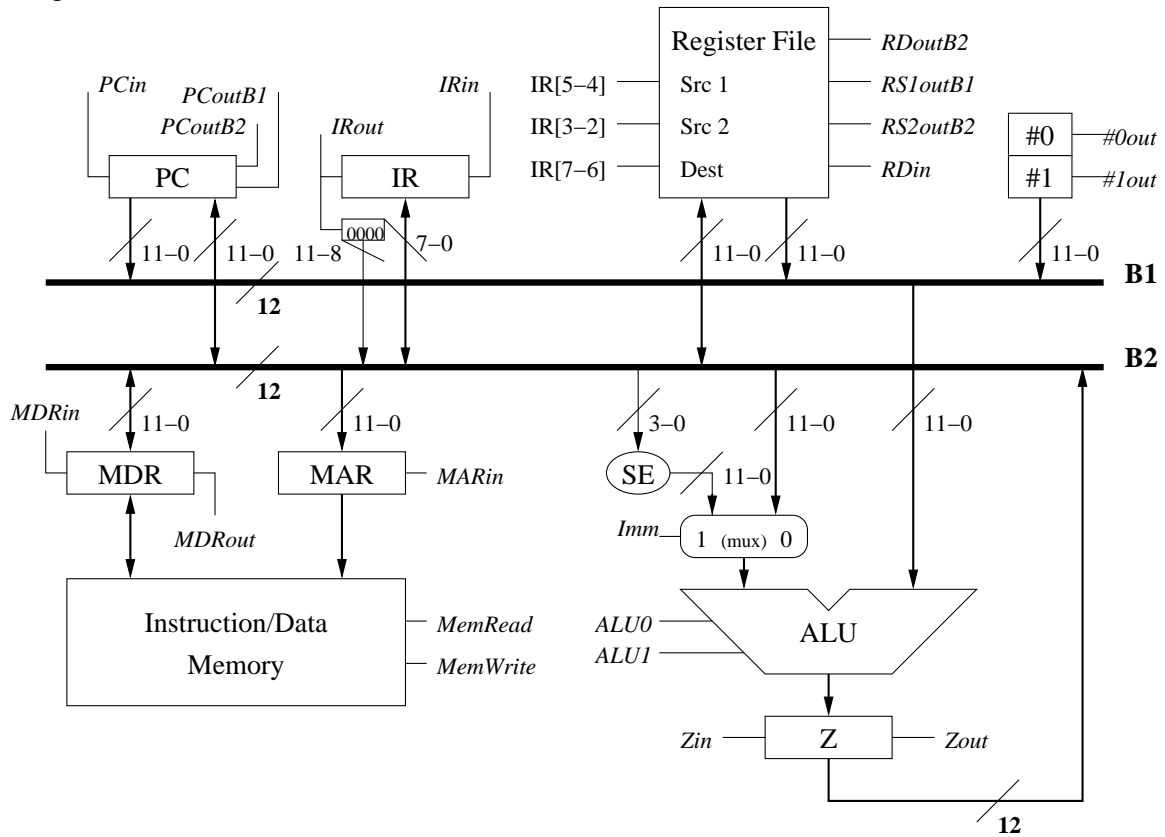 Register File
RDoutB2
PCin
PCoutB1
PCoutB2
IRin
IRout
IR[5−4]
Src 1
RS1outB1
IR[3−2]
Src 2
RS2outB2
IR[7−6]
Dest
RDin
#0
#0out
#1
#1out
PC
IR
0000
11−0
11−0
11−8
7−0
11−0
11−0
11−0
B1
12
B2
12
MDRin
11−0
11−0
3−0
11−0
11−0
MDR
MAR
MARin
SE
11−0
MDRout
Imm
1 (mux) 0
Instruction/Data
Memory
MemRead
MemWrite
ALU0
ALU1
ALU
Zin
Z
Zout
12